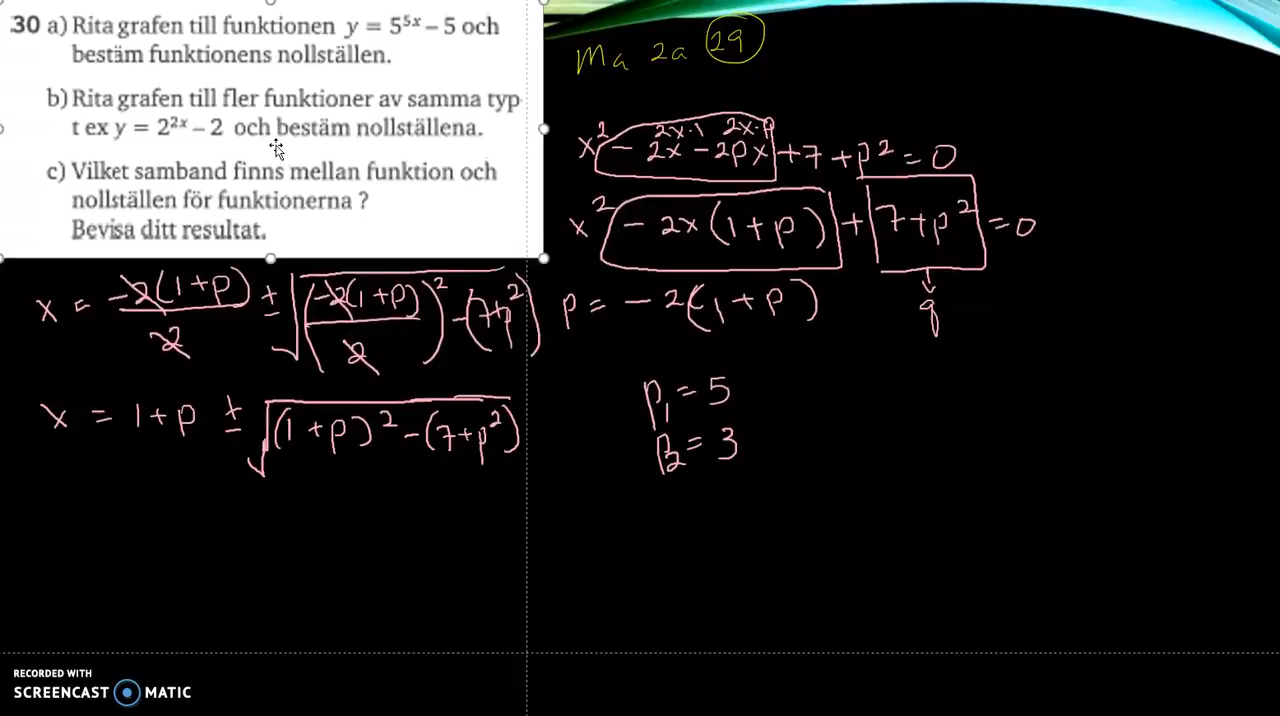 30 a) Rita grafen till funktionen y = 5^{5x} – 5 och
bestäm funktionens nollställen.
b) Rita grafen till fler funktioner av samma typ
t ex y = 2^{2x} – 2 och bestäm nollställena.
c) Vilket samband finns mellan funktion och
nollställen för funktionerna ?
Bevisa ditt resultat.
Ma 2a 29
2x·1 2x·p
x² - 2x - 2px + 7 + p² = 0
x² - 2x (1+p) + 7+p² = 0
q
p = - 2(1+p)
p₁ = 5
p₂ = 3
x = -2(1+p)/2 ± √((-2(1+p)/2)² - (7+p²))
x = 1+p ± √((1+p)² - (7+p²))
RECORDED WITH
SCREENCAST MATIC